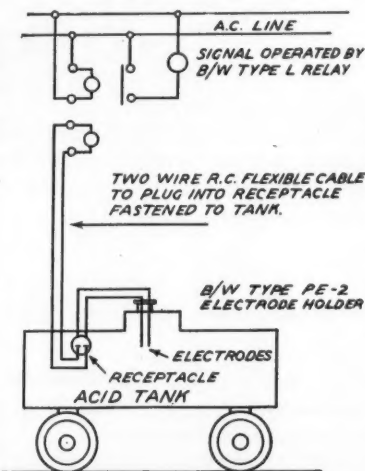 A.C. LINE
SIGNAL OPERATED BY
B/W TYPE L RELAY
TWO WIRE R.C. FLEXIBLE CABLE
TO PLUG INTO RECEPTACLE
FASTENED TO TANK.
B/W TYPE PE-2
ELECTRODE HOLDER
ELECTRODES
RECEPTACLE
ACID TANK